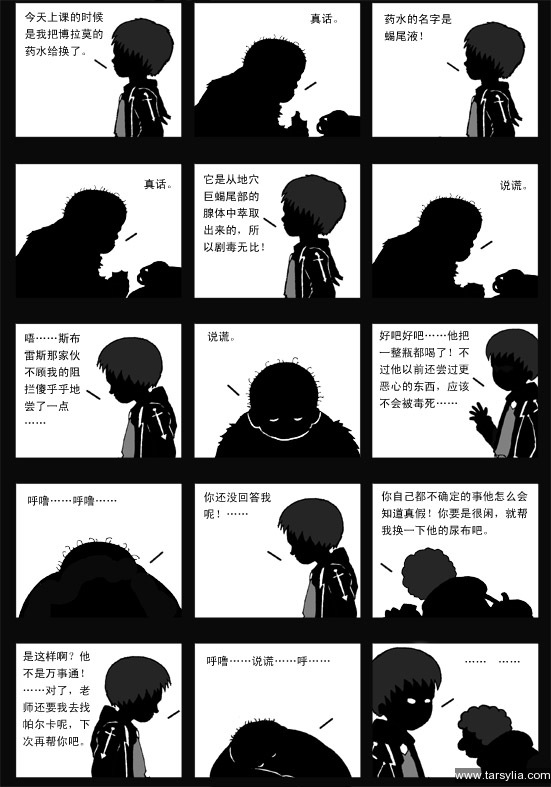 今天上课的时候
是我把博拉莫的
药水给换了。
真话。
药水的名字是
蝎尾液！
真话。
它是从地穴
巨蝎尾部的
腺体中萃取
出来的，所
以剧毒无比！
说谎。
唔……斯布
雷斯那家伙
不顾我的阻
拦傻乎乎地
尝了一点
……
说谎。
好吧好吧……他把
一整瓶都喝了！不
过他以前还尝过更
恶心的东西，应该
不会被毒死……
呼噜……呼噜……
你还没回答我
呢！……
你自己都不确定的事他怎么会
知道真假！你要是很闲，就帮
我换一下他的尿布吧。
是这样啊？他
不是万事通！
……对了，老
师还要我去找
帕尔卡呢，下
次再帮你吧。
呼噜……说谎……呼……
…… ……
www.tarsylia.com